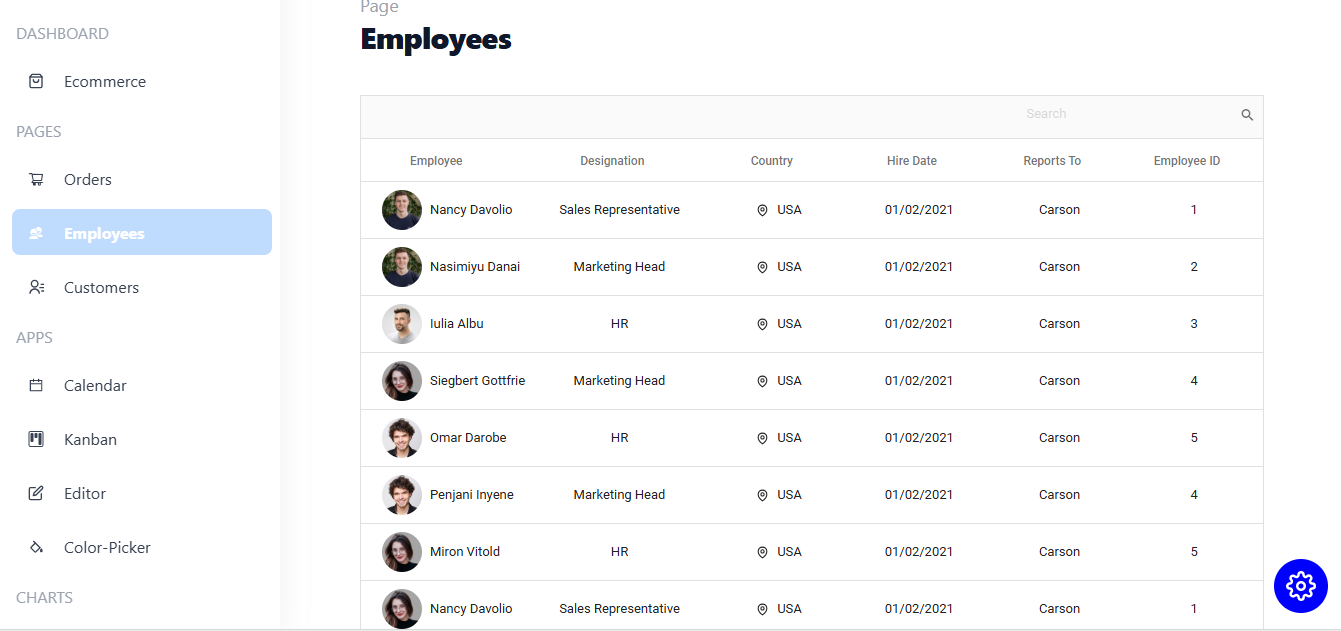 DASHBOARD
Ecommerce
PAGES
Orders
Employees
Customers
APPS
Calendar
Kanban
Editor
Color-Picker
CHARTS
Page
Employees
Search
Employee Designation Country Hire Date Reports To Employee ID
Nancy Davolio Sales Representative USA 01/02/2021 Carson 1
Nasimiyu Danai Marketing Head USA 01/02/2021 Carson 2
Iulia Albu HR USA 01/02/2021 Carson 3
Siegbert Gottfrie Marketing Head USA 01/02/2021 Carson 4
Omar Darobe HR USA 01/02/2021 Carson 5
Penjani Inyene Marketing Head USA 01/02/2021 Carson 4
Miron Vitold HR USA 01/02/2021 Carson 5
Nancy Davolio Sales Representative USA 01/02/2021 Carson 1